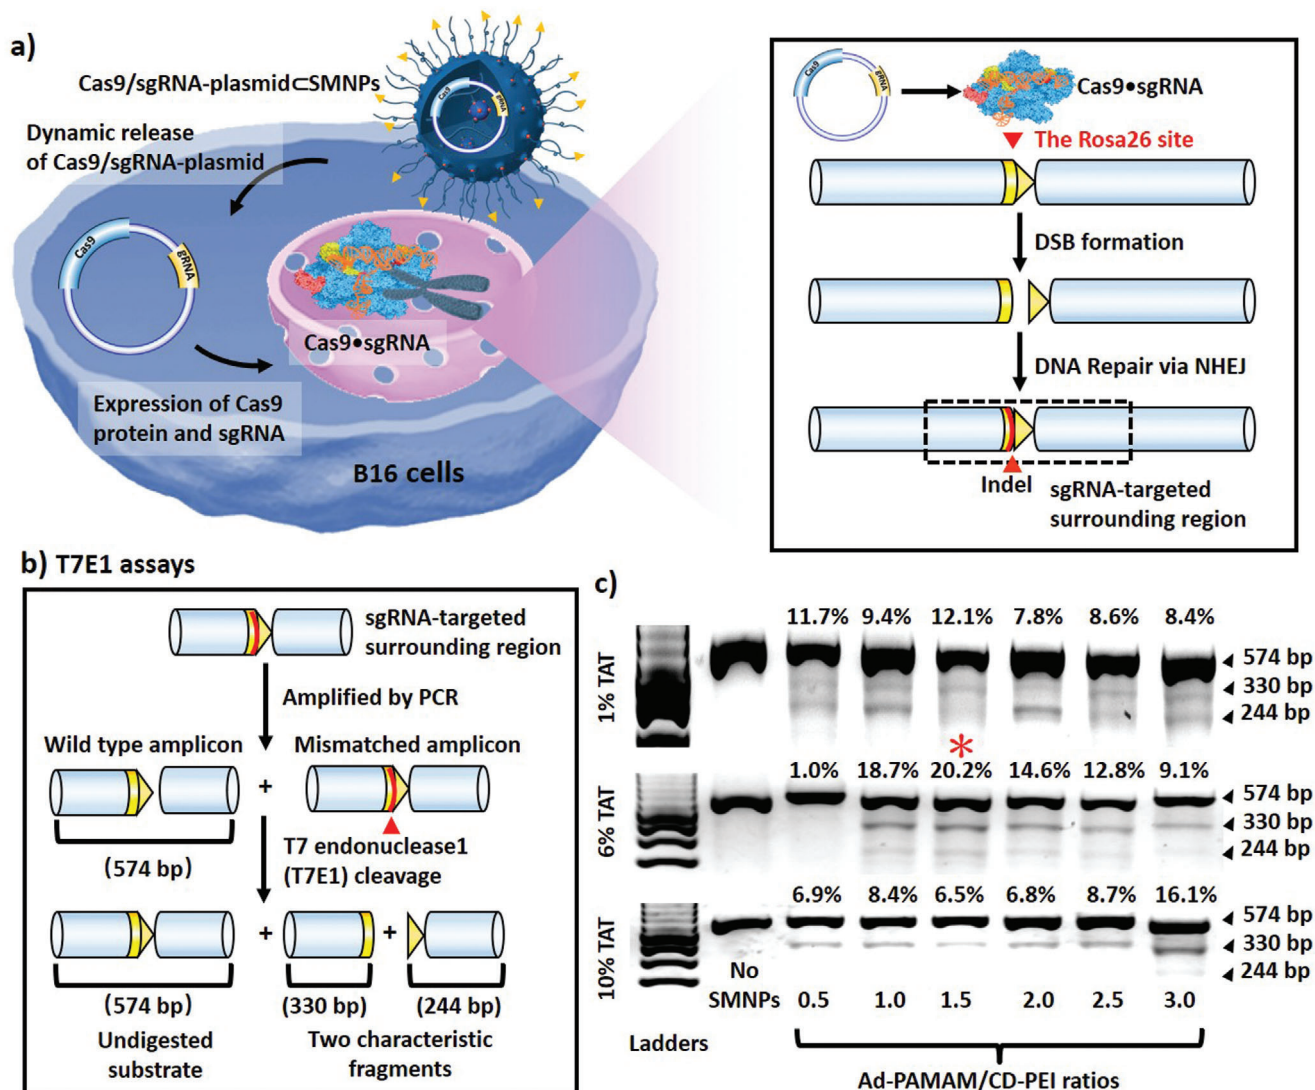 a)
Cas9/sgRNA-plasmid⊂SMNPs
Cas9
gRNA
Dynamic release
of Cas9/sgRNA-plasmid
Cas9
gRNA
Cas9●sgRNA
Expression of Cas9
protein and sgRNA
B16 cells
Cas9
gRNA
Cas9●sgRNA
The Rosa26 site
DSB formation
DNA Repair via NHEJ
Indel
sgRNA-targeted
surrounding region
b) T7E1 assays
sgRNA-targeted
surrounding region
Amplified by PCR
Wild type amplicon
Mismatched amplicon
+
(574 bp)
T7 endonuclease1
(T7E1) cleavage
+
+
(574 bp)
(330 bp)
(244 bp)
Undigested
substrate
Two characteristic
fragments
c)
11.7% 9.4% 12.1% 7.8% 8.6% 8.4%
1% TAT
574 bp
330 bp
244 bp
*
1.0% 18.7% 20.2% 14.6% 12.8% 9.1%
6% TAT
574 bp
330 bp
244 bp
6.9% 8.4% 6.5% 6.8% 8.7% 16.1%
10% TAT
574 bp
330 bp
244 bp
No
SMNPs
0.5 1.0 1.5 2.0 2.5 3.0
Ladders
Ad-PAMAM/CD-PEI ratios